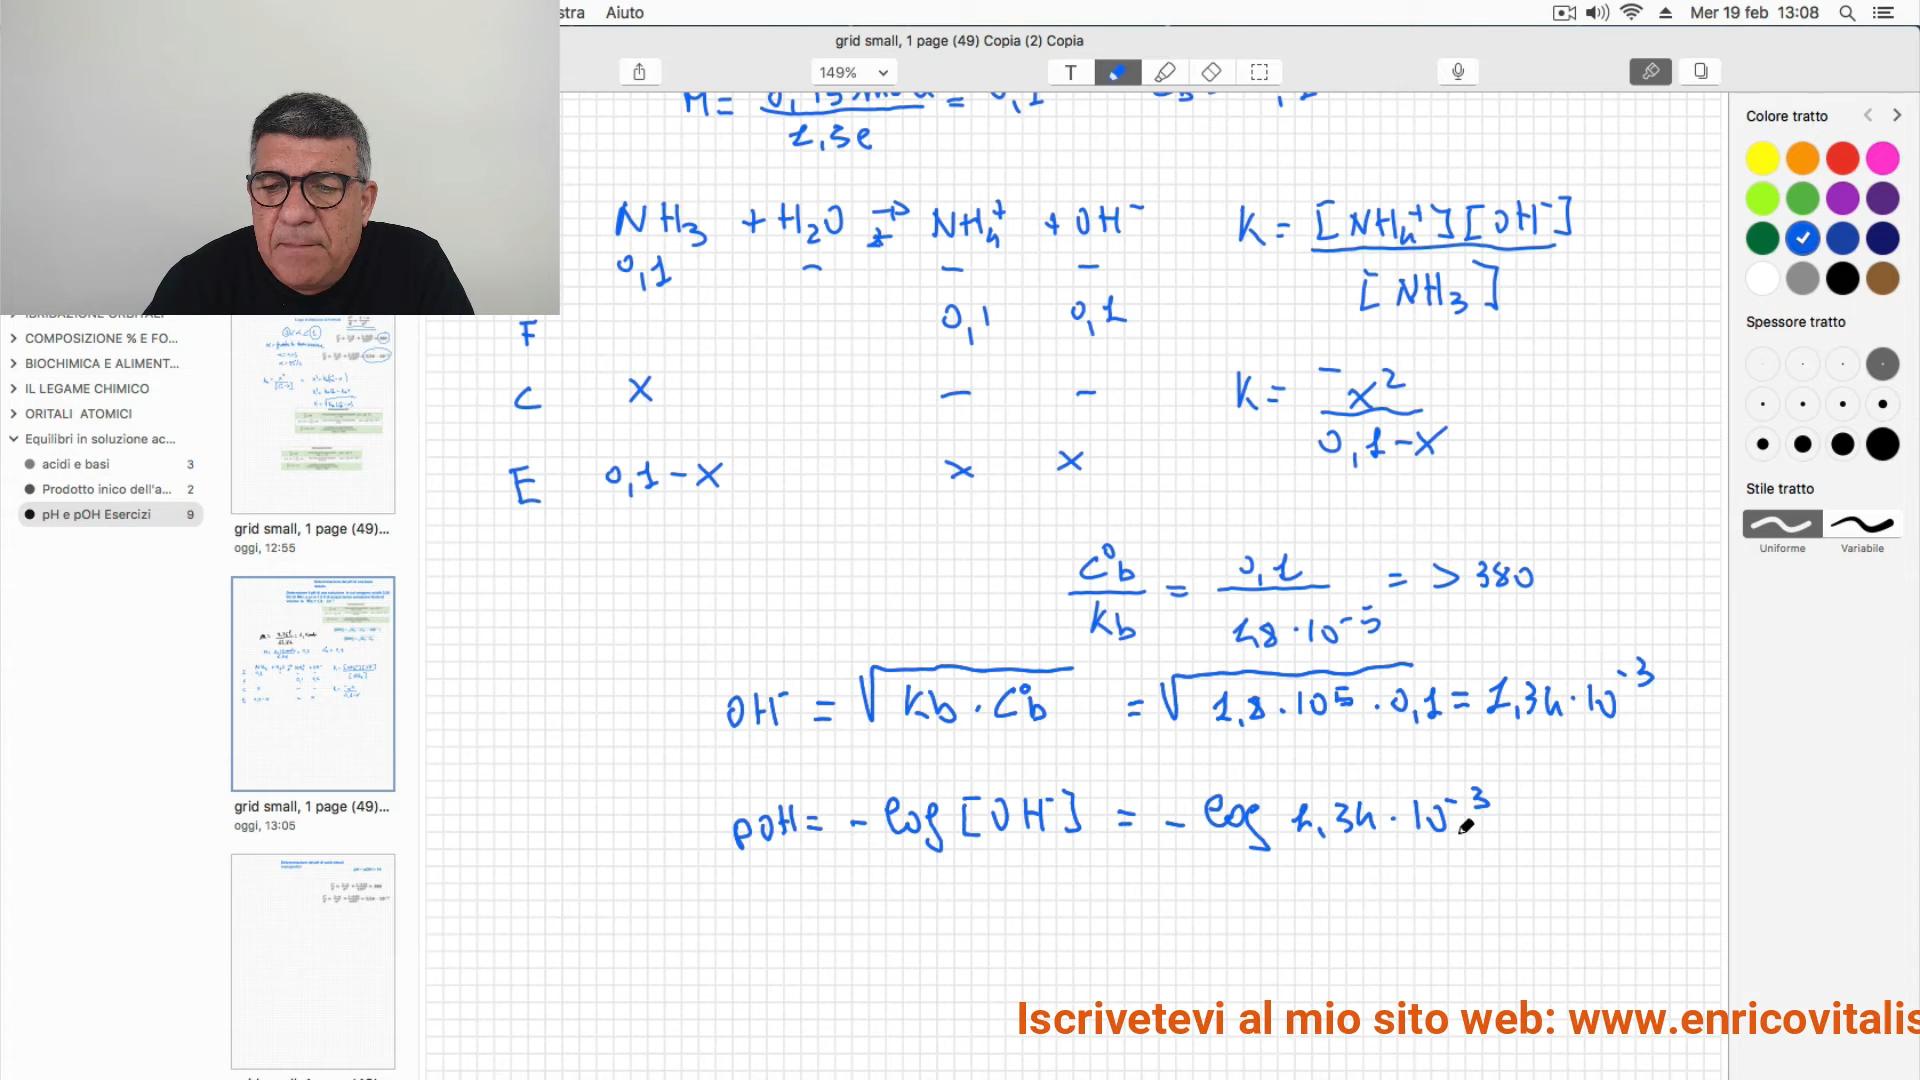 stra Aiuto Mer 19 feb 13:08
grid small, 1 page (49) Copia (2) Copia
149% T
M= =
1,3e
NH3 + H2O ⇄ NH4+ + OH- K= [NH4+][OH-]
[NH3]
0,1 - - -
F 0,1 0,1
C X - - K= x²
0,1-X
E 0,1-X x x
C°b = 0,1 = > 380
Kb 1,8·10-5
OH- = √Kb·C°b = √1,8·105·0,1= 1,34·10-3
pOH= - log [OH-] = - log 1,34·10-3
COMPOSIZIONE % E FO...
BIOCHIMICA E ALIMENT...
IL LEGAME CHIMICO
ORITALI ATOMICI
Equilibri in soluzione ac...
acidi e basi 3
Prodotto inico dell'a... 2
pH e pOH Esercizi 9
grid small, 1 page (49)...
oggi, 12:55
grid small, 1 page (49)...
oggi, 13:05
Colore tratto
Spessore tratto
Stile tratto
Uniforme Variabile
Iscrivetevi al mio sito web: www.enricovitalis